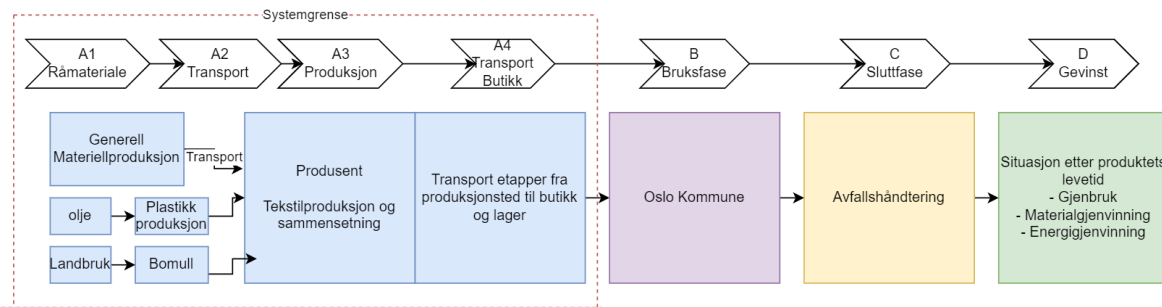 Systemgrense
A1
Råmateriale
A2
Transport
A3
Produksjon
A4
Transport
Butikk
B
Bruksfase
C
Sluttfase
D
Gevinst
Generell
Materiellproduksjon
Transport
olje
Plastikk
produksjon
Landbruk
Bomull
Produsent
Tekstilproduksjon og
sammensetning
Transport etapper fra
produksjonsted til butikk
og lager
Oslo Kommune
Avfallshåndtering
Situasjon etter produktets
levetid
- Gjenbruk
- Materialgjenvinning
- Energigjenvinning